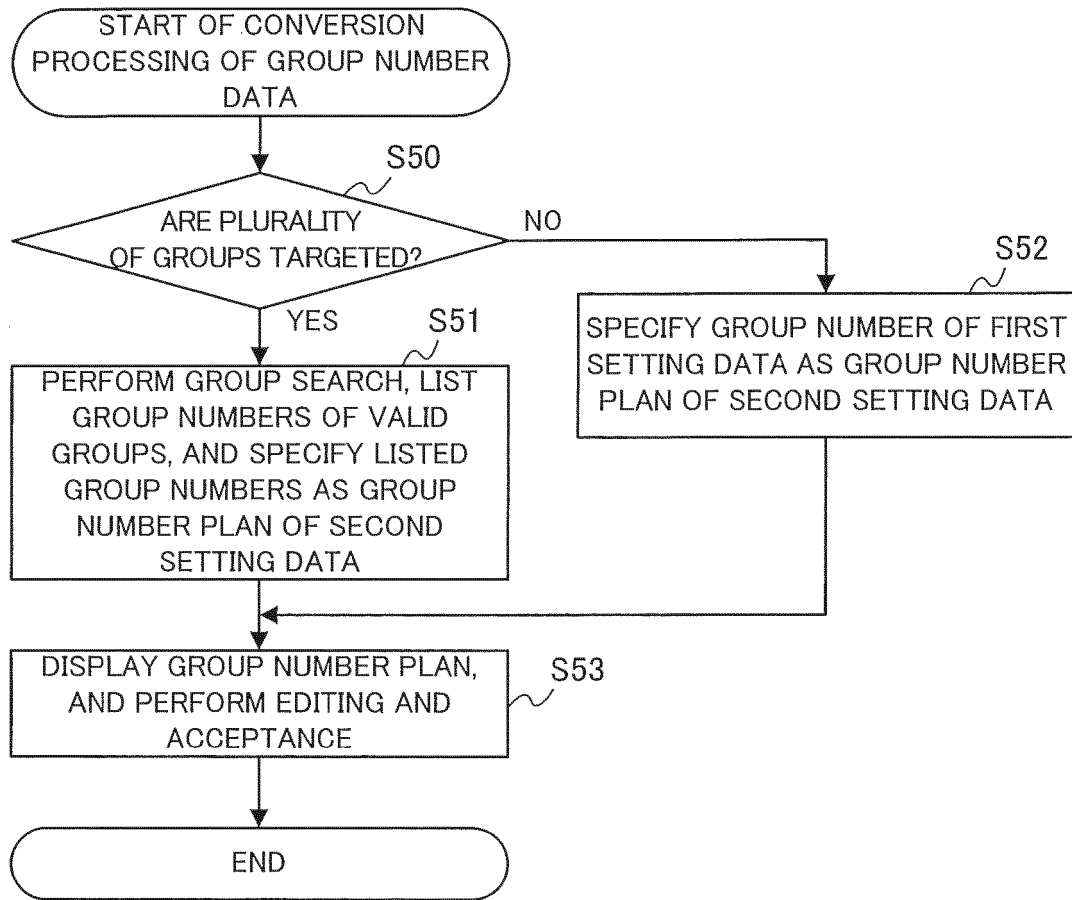 START OF CONVERSION
PROCESSING OF GROUP NUMBER
DATA
S50
ARE PLURALITY
OF GROUPS TARGETED?
NO
YES
S52
SPECIFY GROUP NUMBER OF FIRST
SETTING DATA AS GROUP NUMBER
PLAN OF SECOND SETTING DATA
S51
PERFORM GROUP SEARCH, LIST
GROUP NUMBERS OF VALID
GROUPS, AND SPECIFY LISTED
GROUP NUMBERS AS GROUP
NUMBER PLAN OF SECOND
SETTING DATA
DISPLAY GROUP NUMBER PLAN,
AND PERFORM EDITING AND
ACCEPTANCE
S53
END